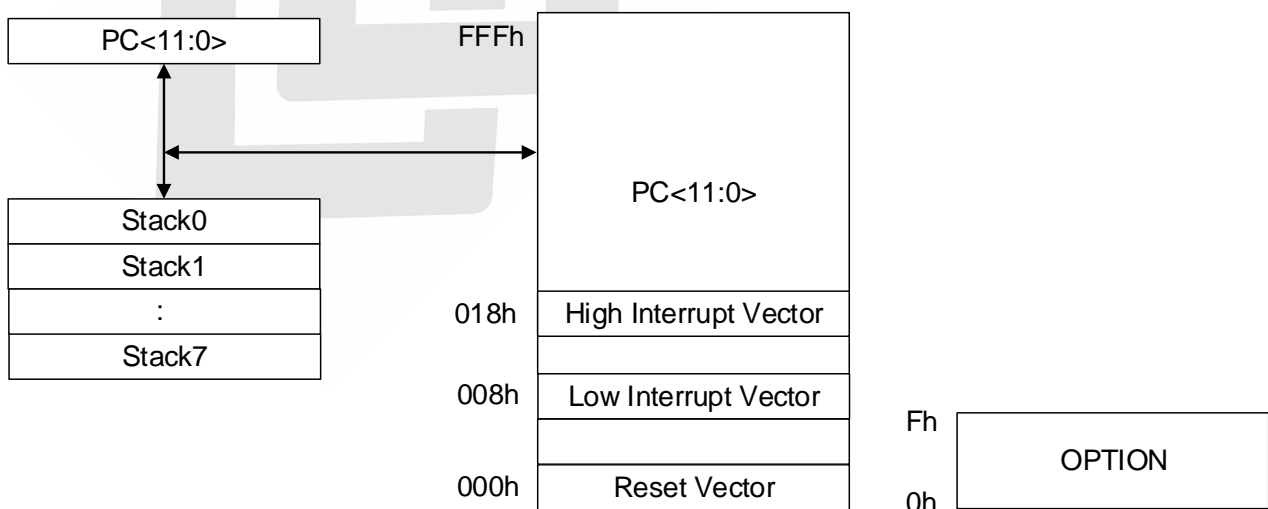 PC<11:0>
Stack0
Stack1
:
Stack7
FFFh
PC<11:0>
018h
High Interrupt Vector
008h
Low Interrupt Vector
000h
Reset Vector
Fh
OPTION
0h